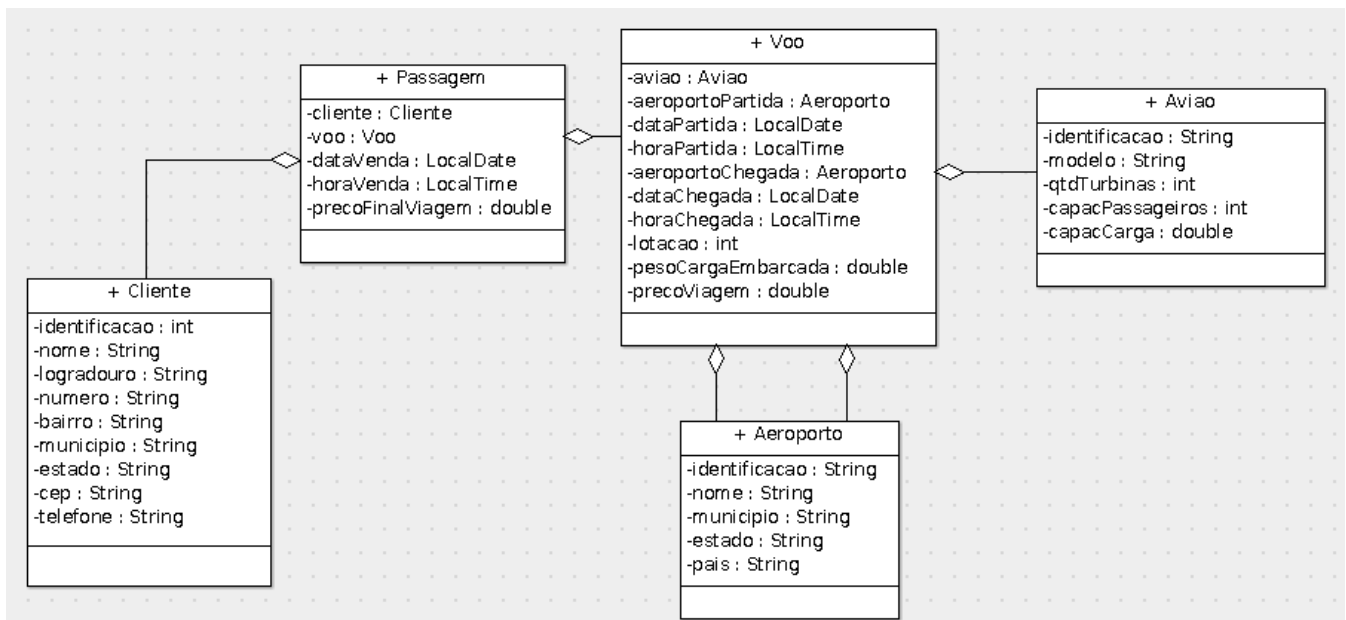 + Passagem
-cliente : Cliente
-voo : Voo
-dataVenda : LocalDate
-horaVenda : LocalTime
-precoFinalViagem : double
+ Voo
-aviao : Aviao
-aeroportoPartida : Aeroporto
-dataPartida : LocalDate
-horaPartida : LocalTime
-aeroportoChegada : Aeroporto
-dataChegada : LocalDate
-horaChegada : LocalTime
-lotacao : int
-pesoCargaEmbarcada : double
-precoViagem : double
+ Aviao
-identificacao : String
-modelo : String
-qtdTurbinas : int
-capacPassageiros : int
-capacCarga : double
+ Cliente
-identificacao : int
-nome : String
-logradouro : String
-numero : String
-bairro : String
-municipio : String
-estado : String
-cep : String
-telefone : String
+ Aeroporto
-identificacao : String
-nome : String
-municipio : String
-estado : String
-pais : String